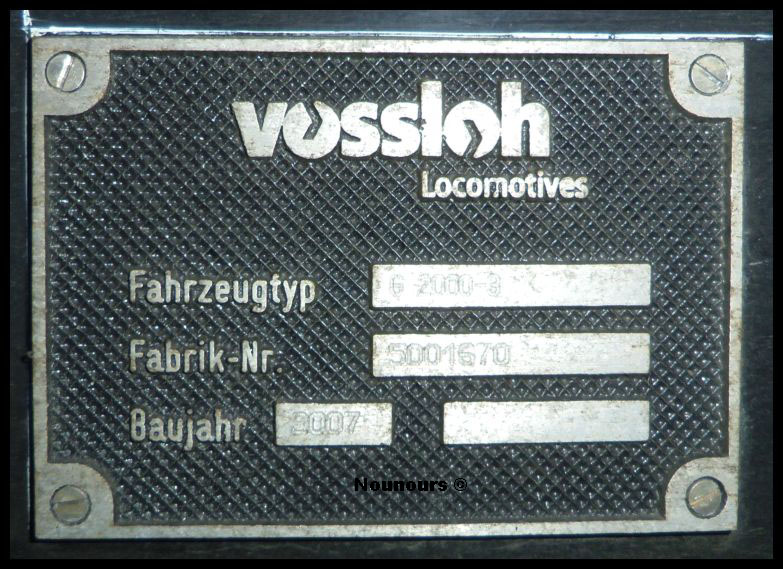 vossloh
Locomotives
Fahrzeugtyp G 2000-3
Fabrik-Nr. 5001670
Baujahr 2007
Nounours ©